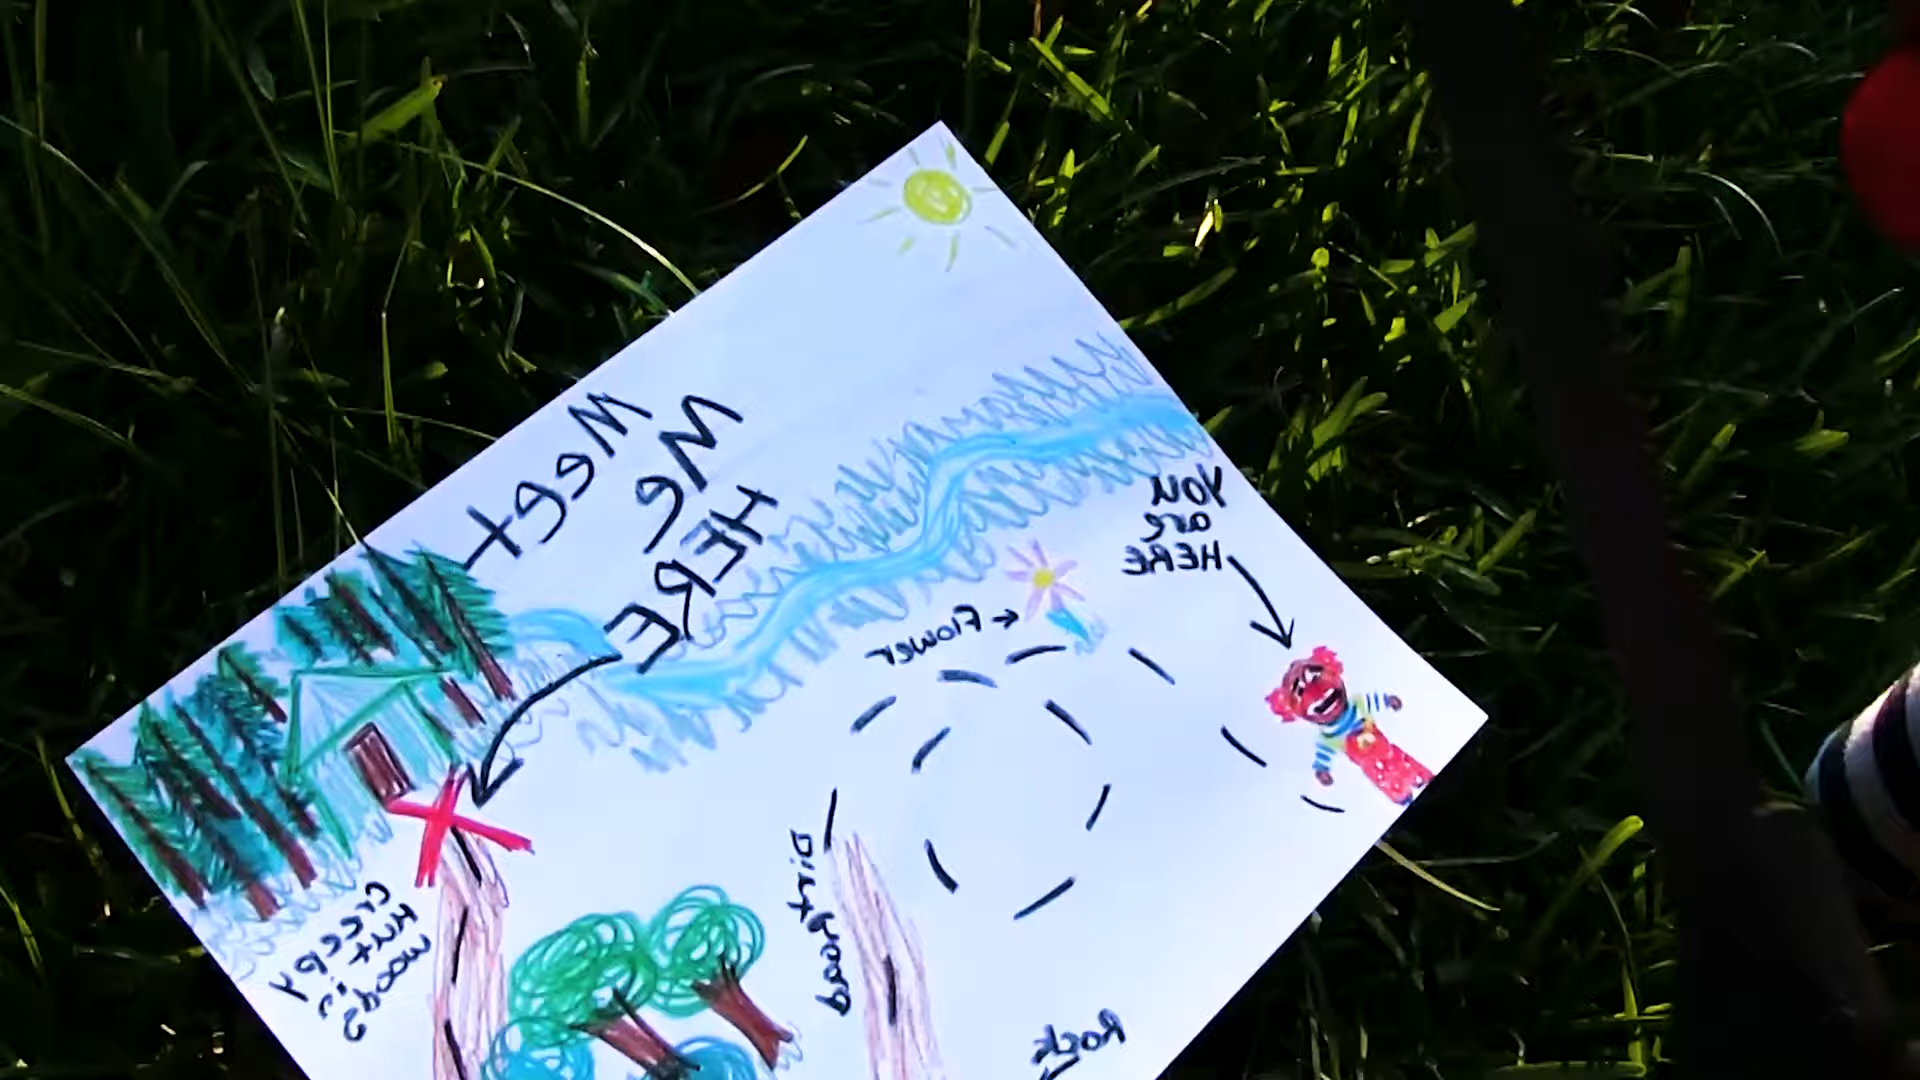 Meet
Me
HERE
You
are
HERE
← Flower
Dirt Road
creepy
Hut in
woods
Rock